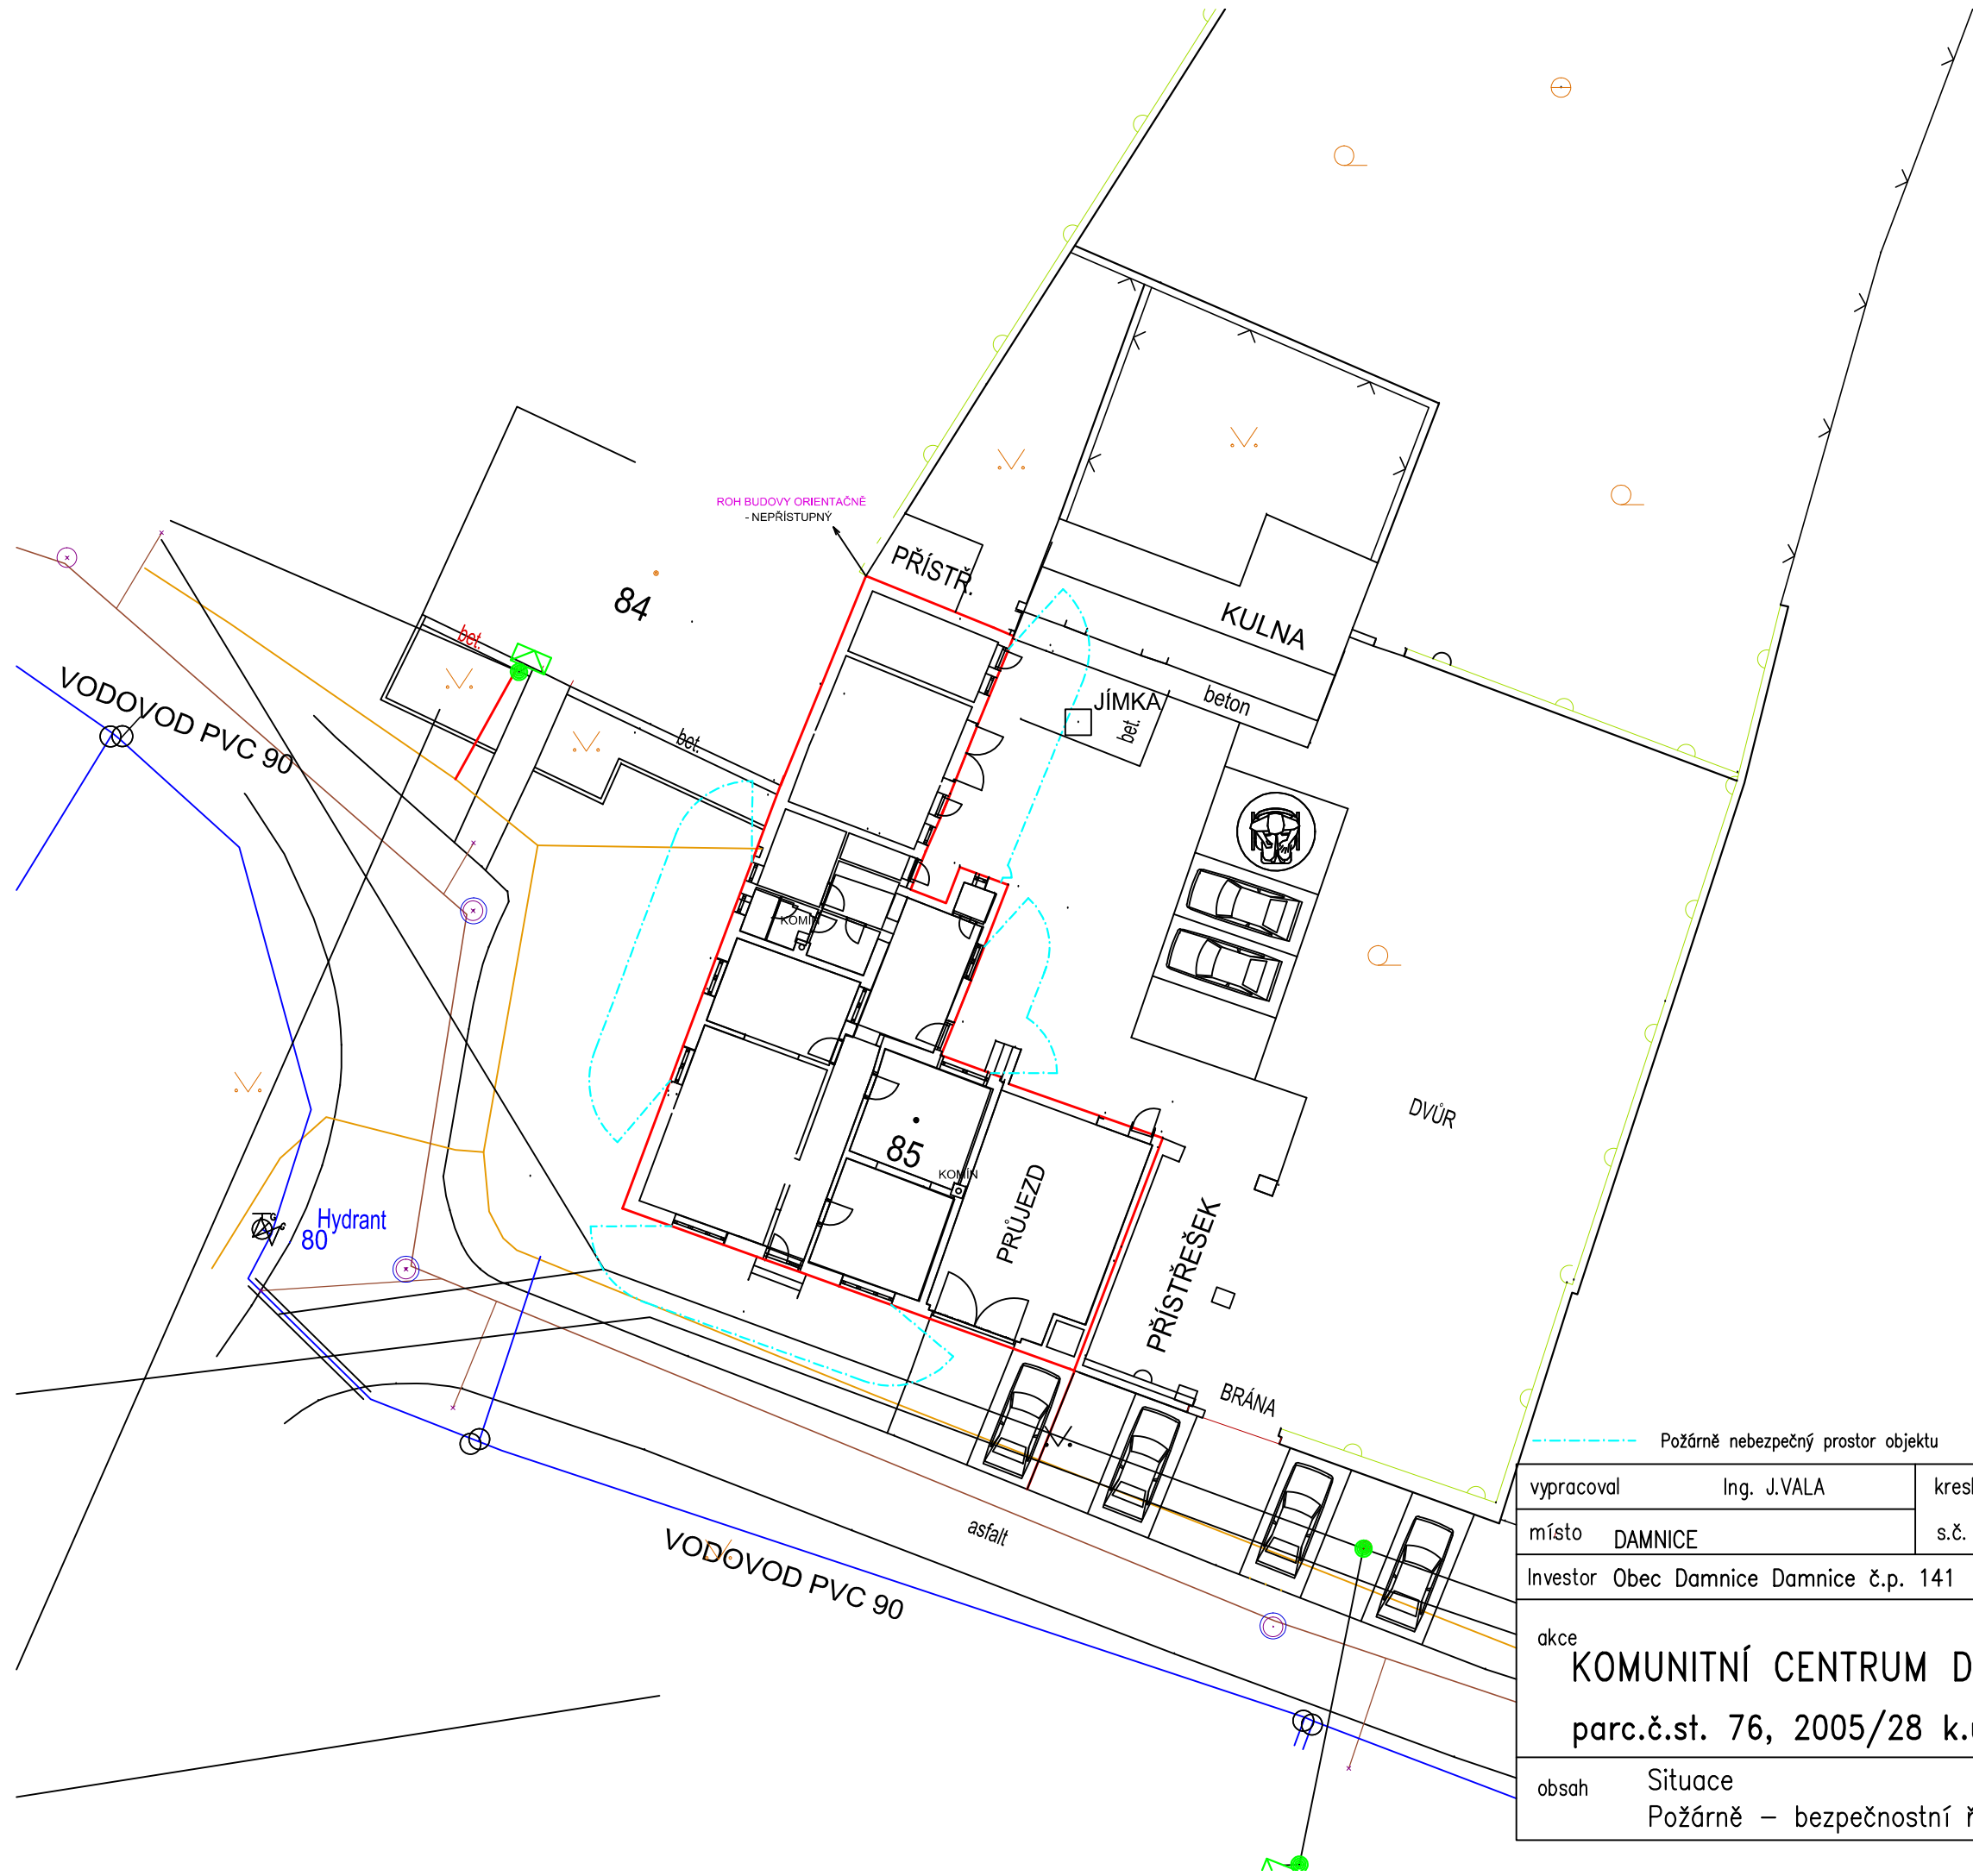 ROH BUDOVY ORIENTAČNĚ
- NEPŘÍSTUPNÝ
PŘÍSTŘ.
84
KULNA
bet.
VODOVOD PVC 90
JÍMKA
beton
bet.
bet.
KOMÍN
DVŮR
85
KOMÍN
PRŮJEZD
Hydrant
80
PŘÍSTŘEŠEK
BRÁNA
asfalt
VODOVOD PVC 90
Požárně nebezpečný prostor objektu
vypracoval Ing. J.VALA kresl
místo DAMNICE s.č.
Investor Obec Damnice Damnice č.p. 141
akce
KOMUNITNÍ CENTRUM D
parc.č.st. 76, 2005/28 k.
obsah Situace
Požárně – bezpečnostní ř